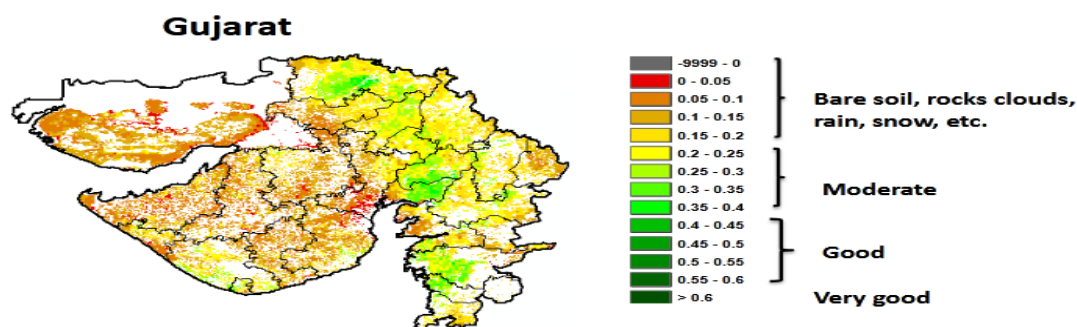 Gujarat
-9999 - 0
0 - 0.05
0.05 - 0.1
0.1 - 0.15
0.15 - 0.2
0.2 - 0.25
0.25 - 0.3
0.3 - 0.35
0.35 - 0.4
0.4 - 0.45
0.45 - 0.5
0.5 - 0.55
0.55 - 0.6
> 0.6
Bare soil, rocks clouds,
rain, snow, etc.
Moderate
Good
Very good